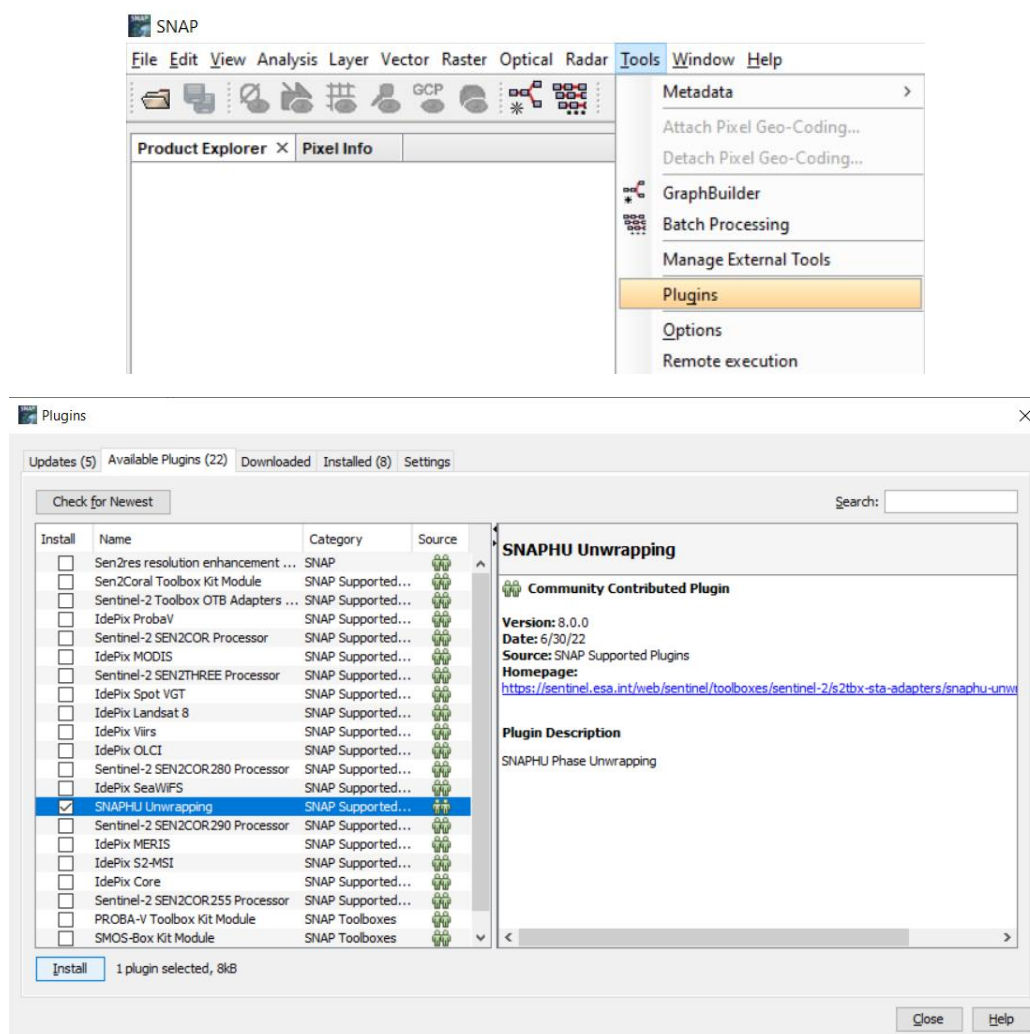 SNAP
File Edit View Analysis Layer Vector Raster Optical Radar Tools Window Help
GCP
Metadata
Attach Pixel Geo-Coding...
Detach Pixel Geo-Coding...
Product Explorer × Pixel Info
GraphBuilder
Batch Processing
Manage External Tools
Plugins
Options
Remote execution
Plugins
Updates (5) Available Plugins (22) Downloaded Installed (8) Settings
Check for Newest Search:
Install Name Category Source
Sen2res resolution enhancement ... SNAP
Sen2Coral Toolbox Kit Module SNAP Supported...
Sentinel-2 Toolbox OTB Adapters ... SNAP Supported...
IdePix ProbaV SNAP Supported...
Sentinel-2 SEN2COR Processor SNAP Supported...
IdePix MODIS SNAP Supported...
Sentinel-2 SEN2THREE Processor SNAP Supported...
IdePix Spot VGT SNAP Supported...
IdePix Landsat 8 SNAP Supported...
IdePix Viirs SNAP Supported...
IdePix OLCI SNAP Supported...
Sentinel-2 SEN2COR280 Processor SNAP Supported...
IdePix SeaWiFS SNAP Supported...
SNAPHU Unwrapping SNAP Supported...
Sentinel-2 SEN2COR290 Processor SNAP Supported...
IdePix MERIS SNAP Supported...
IdePix S2-MSI SNAP Supported...
IdePix Core SNAP Supported...
Sentinel-2 SEN2COR255 Processor SNAP Supported...
PROBA-V Toolbox Kit Module SNAP Toolboxes
SMOS-Box Kit Module SNAP Toolboxes
SNAPHU Unwrapping
Community Contributed Plugin
Version: 8.0.0
Date: 6/30/22
Source: SNAP Supported Plugins
Homepage:
https://sentinel.esa.int/web/sentinel/toolboxes/sentinel-2/s2tbx-sta-adapters/snaphu-unwr
Plugin Description
SNAPHU Phase Unwrapping
Install 1 plugin selected, 8kB
Close Help